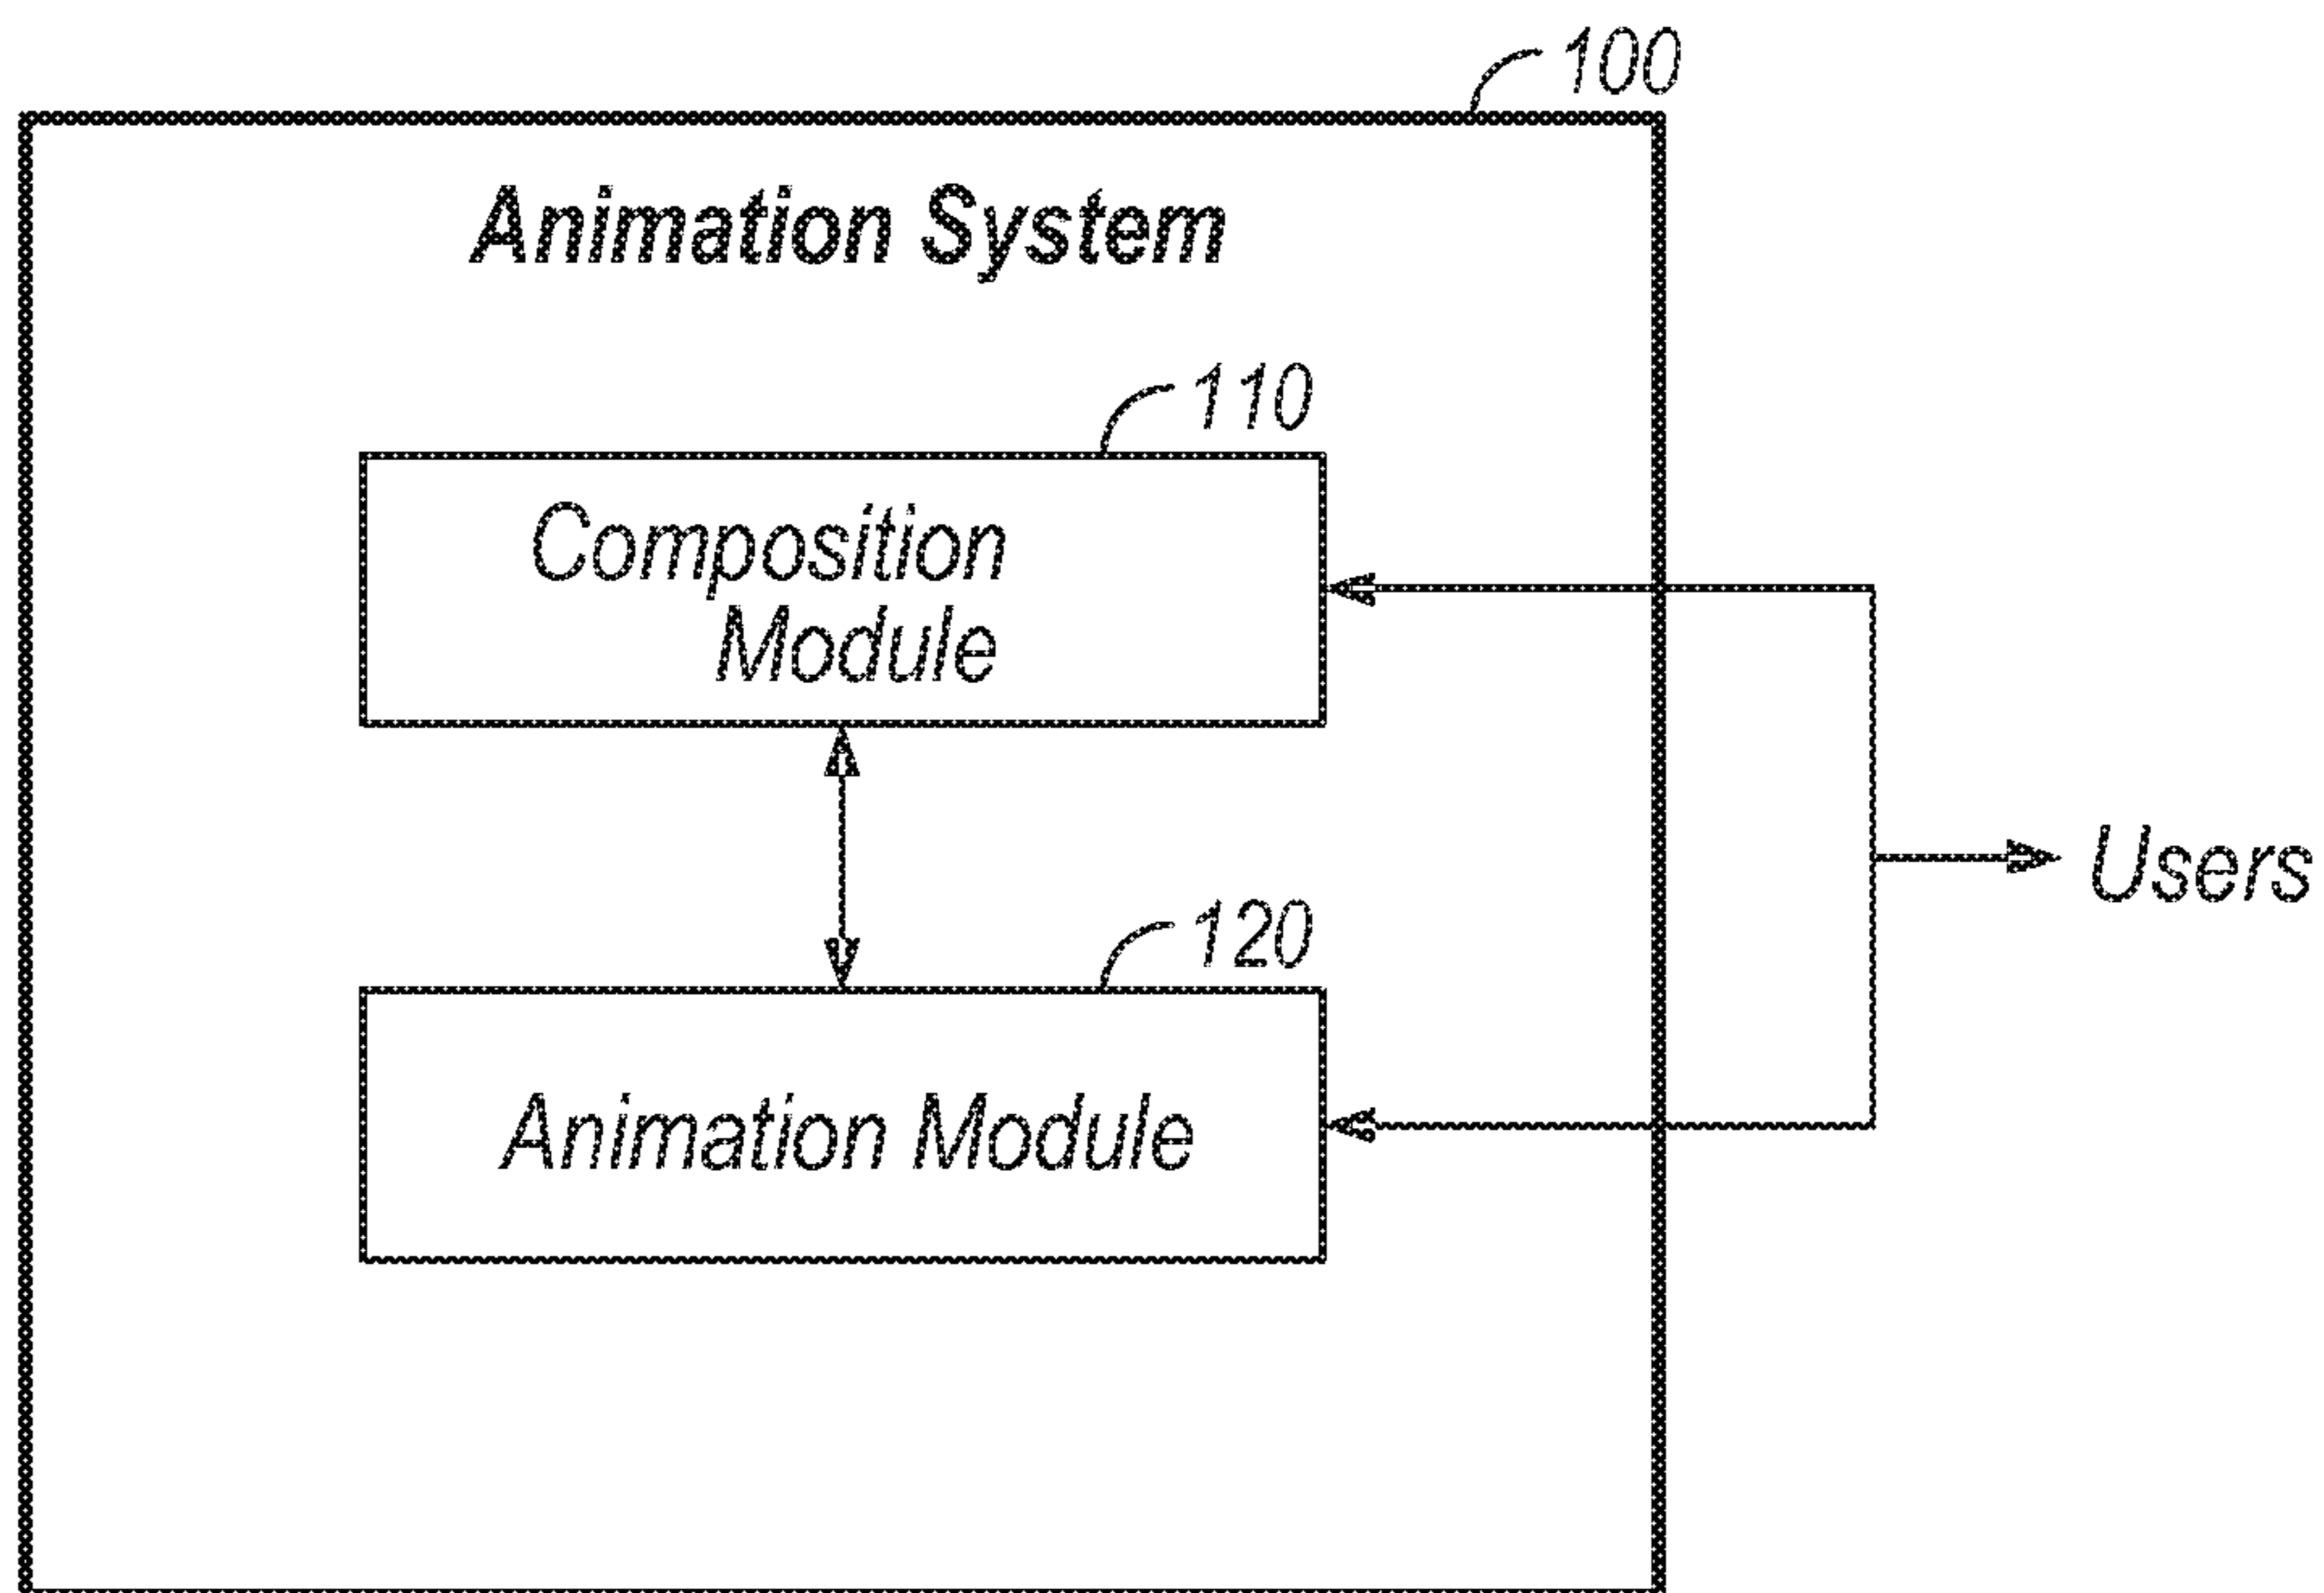 100
Animation System
110
Composition
Module
Users
120
Animation Module